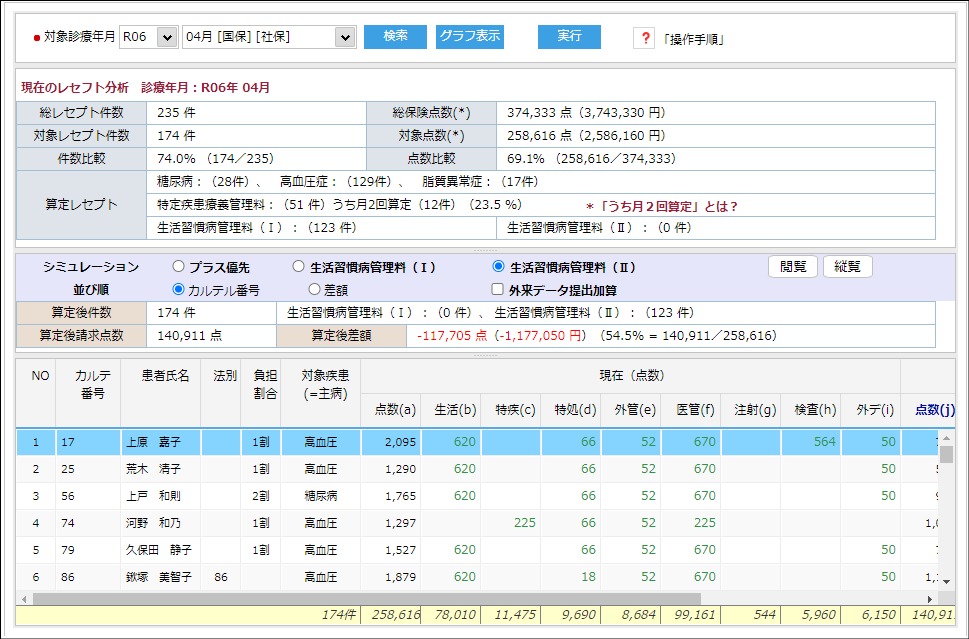 対象診療年月 R06 04月 [国保] [社保] 検索 グラフ表示 実行 ? 「操作手順」
現在のレセプト分析 診療年月：R06年 04月
総レセプト件数 235 件 総保険点数(*) 374,333 点（3,743,330 円）
対象レセプト件数 174 件 対象点数(*) 258,616 点（2,586,160 円）
件数比較 74.0% （174／235） 点数比較 69.1% （258,616／374,333）
算定レセプト
糖尿病：（28件）、 高血圧症：（129件）、 脂質異常症：（17件）
特定疾患療養管理料：（51 件）うち月2回算定（12件）（23.5 %） ＊「うち月２回算定」とは？
生活習慣病管理料（Ⅰ）：（123 件） 生活習慣病管理料（Ⅱ）：（0 件）
シミュレーション プラス優先 生活習慣病管理料（Ⅰ） 生活習慣病管理料（Ⅱ） 閲覧 縦覧
並び順 カルテル番号 差額 外来データ提出加算
算定後件数 174 件 生活習慣病管理料（Ⅰ）：（0 件）、生活習慣病管理料（Ⅱ）：（123 件）
算定後請求点数 140,911 点 算定後差額 -117,705 点（-1,177,050 円）（54.5% = 140,911／258,616）
NO カルテ番号 患者氏名 法別 負担割合 対象疾患(=主病) 現在（点数）
点数(a) 生活(b) 特疾(c) 特処(d) 外管(e) 医管(f) 注射(g) 検査(h) 外デ(i) 点数(j)
1 17 上原 嘉子 1割 高血圧 2,095 620 66 52 670 564 50
2 25 荒木 清子 1割 高血圧 1,290 620 66 52 670 50
3 56 上戸 和則 2割 糖尿病 1,765 620 66 52 670 50
4 74 河野 和乃 1割 高血圧 1,297 225 66 52 225
5 79 久保田 静子 1割 高血圧 1,527 620 66 52 670 50
6 86 鍬塚 美智子 86 高血圧 1,879 620 18 52 670 50
174件 258,616 78,010 11,475 9,690 8,684 99,161 544 5,960 6,150